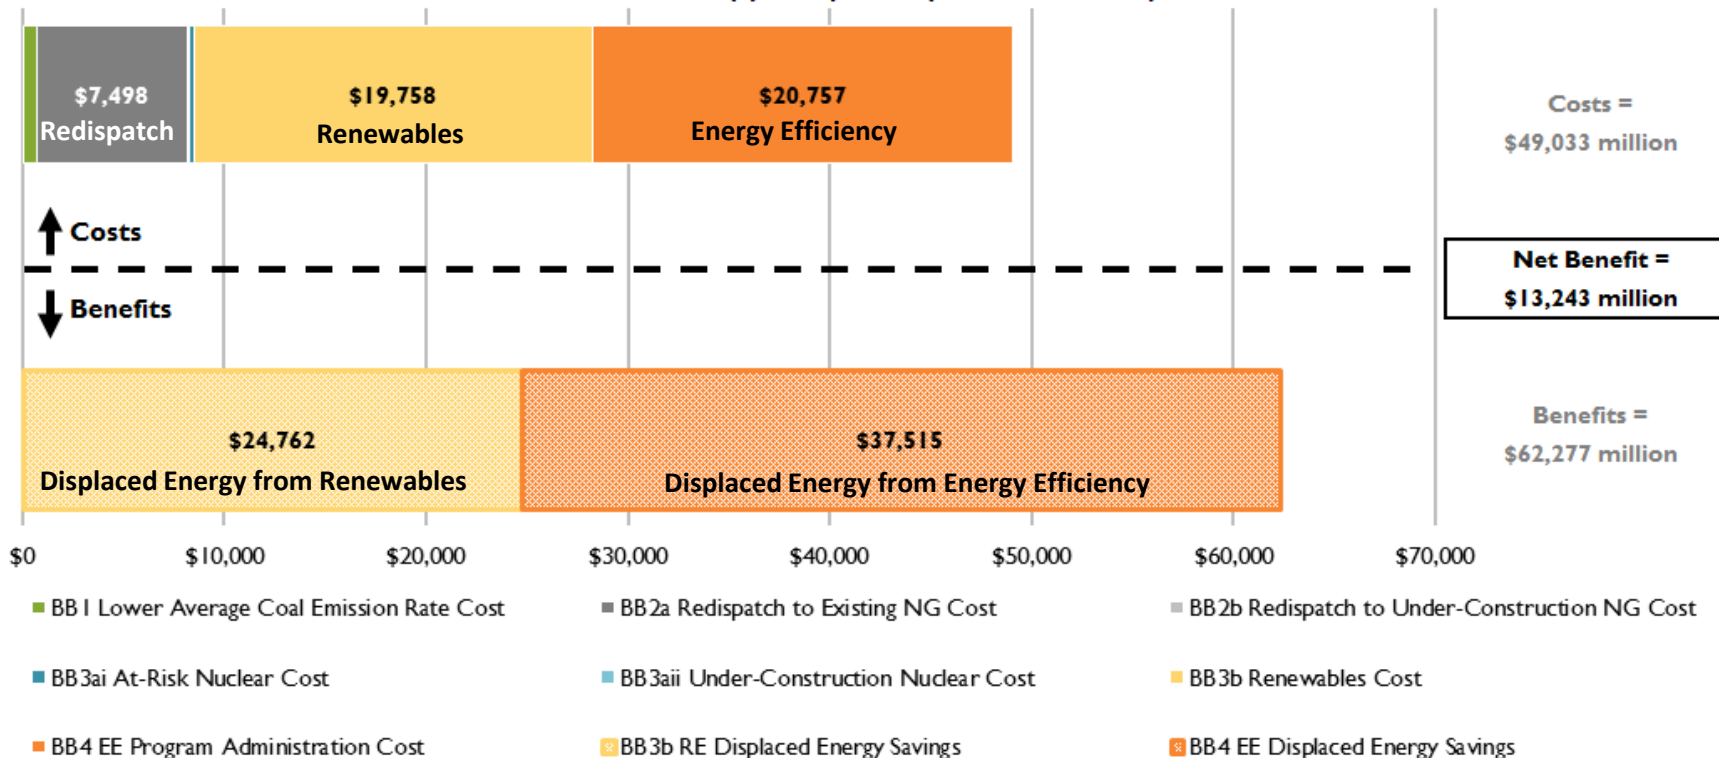 $7,498
Redispatch
$19,758
Renewables
$20,757
Energy Efficiency
Costs =
$49,033 million
Costs
Net Benefit =
$13,243 million
Benefits
$24,762
Displaced Energy from Renewables
$37,515
Displaced Energy from Energy Efficiency
Benefits =
$62,277 million
$0 $10,000 $20,000 $30,000 $40,000 $50,000 $60,000 $70,000
BB1 Lower Average Coal Emission Rate Cost
BB2a Redispatch to Existing NG Cost
BB2b Redispatch to Under-Construction NG Cost
BB3ai At-Risk Nuclear Cost
BB3aii Under-Construction Nuclear Cost
BB3b Renewables Cost
BB4 EE Program Administration Cost
BB3b RE Displaced Energy Savings
BB4 EE Displaced Energy Savings